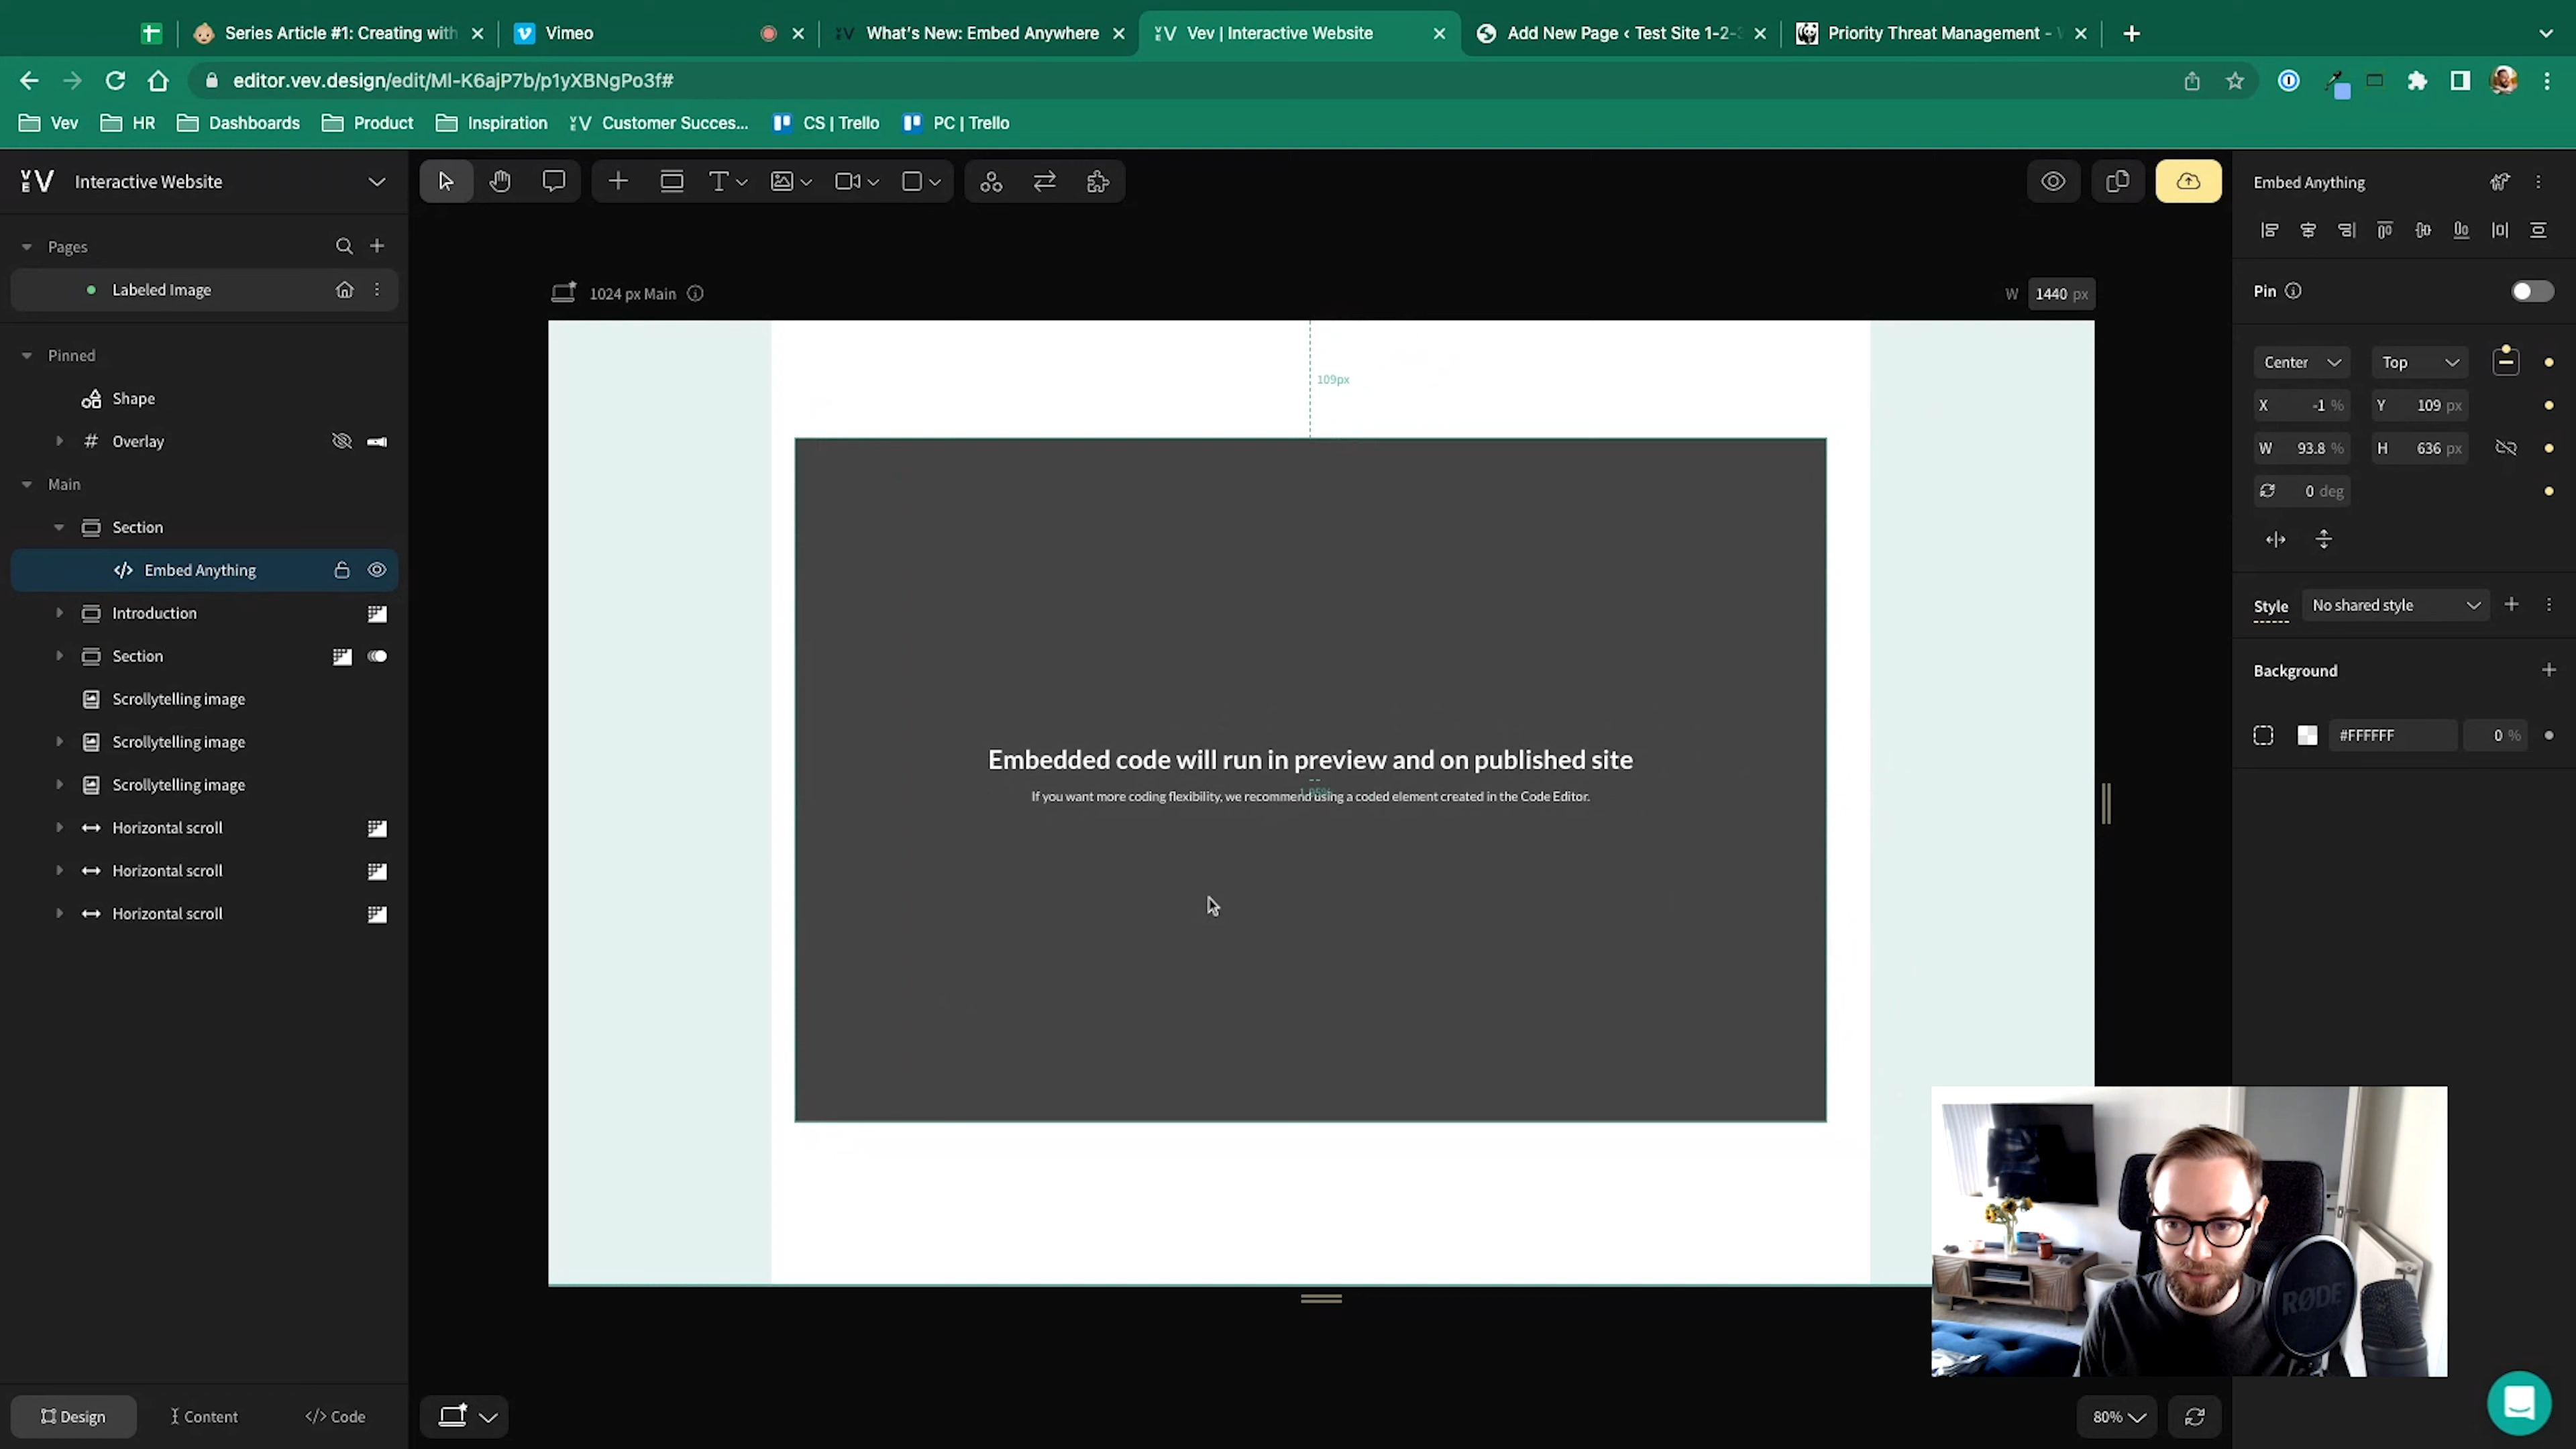 Series Article #1: Creating with
Vimeo
What's New: Embed Anywhere
Vev | Interactive Website
Add New Page ‹ Test Site 1-2-3
Priority Threat Management -
editor.vev.design/edit/Ml-K6ajP7b/p1yXBNgPo3f#
Vev
HR
Dashboards
Product
Inspiration
Customer Succes...
CS | Trello
PC | Trello
Interactive Website
Embed Anything
Pages
Labeled Image
1024 px Main
W 1440 px
Pin
Pinned
Center
Top
Shape
109px
X -1 %
Y 109 px
Overlay
W 93.8 %
H 636 px
Main
0 deg
Section
Embed Anything
Introduction
Style
No shared style
Section
Background
Scrollytelling image
#FFFFFF
0 %
Scrollytelling image
Embedded code will run in preview and on published site
If you want more coding flexibility, we recommend using a coded element created in the Code Editor.
Scrollytelling image
Horizontal scroll
Horizontal scroll
Horizontal scroll
RØDE
Design
Content
</> Code
80%